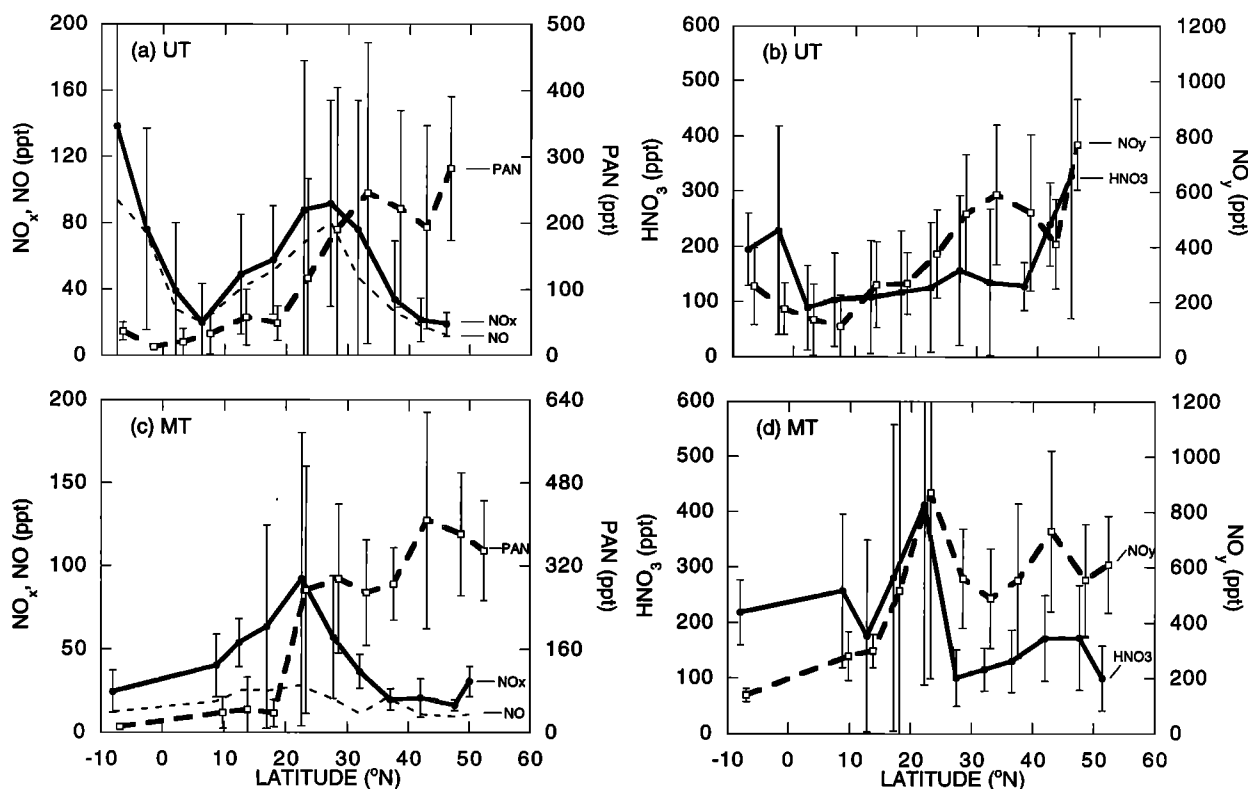 (a) UT
NOx, NO (ppt)
200
160
120
80
40
0
500
400
300
200
100
0
PAN (ppt)
PAN
NOx
NO
(b) UT
HNO3 (ppt)
600
500
400
300
200
100
0
1200
1000
800
600
400
200
0
NOy (ppt)
NOy
HNO3
(c) MT
NOx, NO (ppt)
200
150
100
50
0
640
480
320
160
0
PAN (ppt)
PAN
NOx
NO
-10 0 10 20 30 40 50 60
LATITUDE (°N)
(d) MT
HNO3 (ppt)
600
500
400
300
200
100
0
1200
1000
800
600
400
200
0
NOy (ppt)
NOy
HNO3
-10 0 10 20 30 40 50 60
LATITUDE (°N)